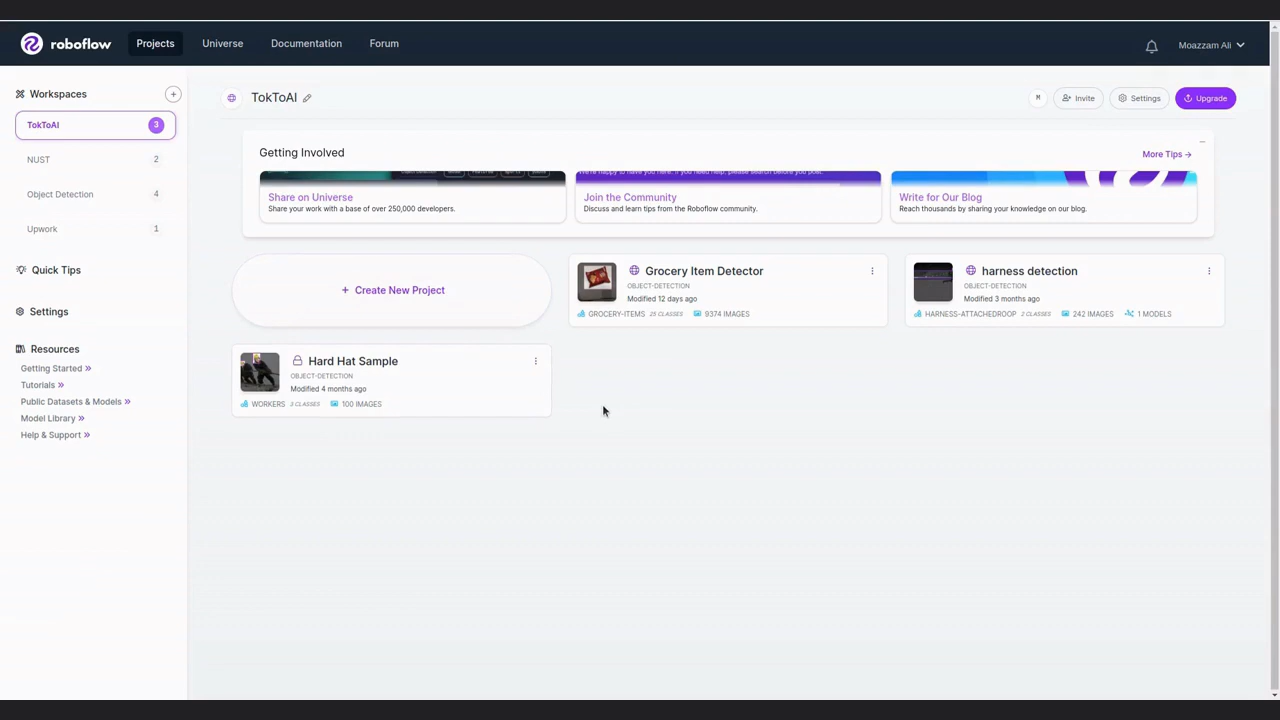 roboflow
Projects
Universe
Documentation
Forum
Moazzam Ali
Workspaces
TokToAI
3
NUST
2
Object Detection
4
Upwork
1
Quick Tips
Settings
Resources
Getting Started »
Tutorials »
Public Datasets & Models »
Model Library »
Help & Support »
TokToAI
M
Invite
Settings
Upgrade
Getting Involved
More Tips →
Share on Universe
Share your work with a base of over 250,000 developers.
Join the Community
Discuss and learn tips from the Roboflow community.
Write for Our Blog
Reach thousands by sharing your knowledge on our blog.
+ Create New Project
Grocery Item Detector
OBJECT-DETECTION
Modified 12 days ago
GROCERY-ITEMS 25 CLASSES 9374 IMAGES
harness detection
OBJECT-DETECTION
Modified 3 months ago
HARNESS-ATTACHEDROOP 2 CLASSES 242 IMAGES 1 MODELS
Hard Hat Sample
OBJECT-DETECTION
Modified 4 months ago
WORKERS 3 CLASSES 100 IMAGES